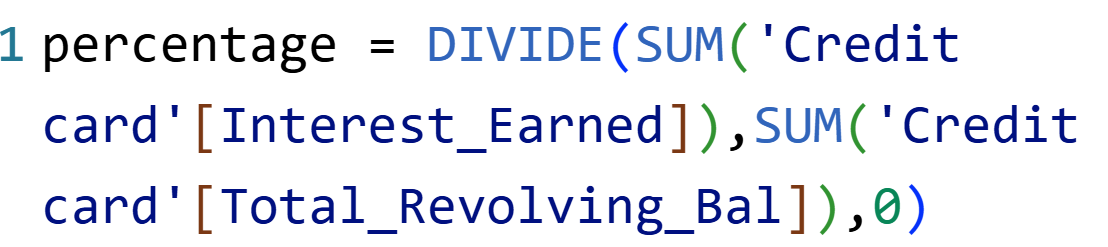 1 percentage = DIVIDE(SUM('Credit
card'[Interest_Earned]),SUM('Credit
card'[Total_Revolving_Bal]),0)